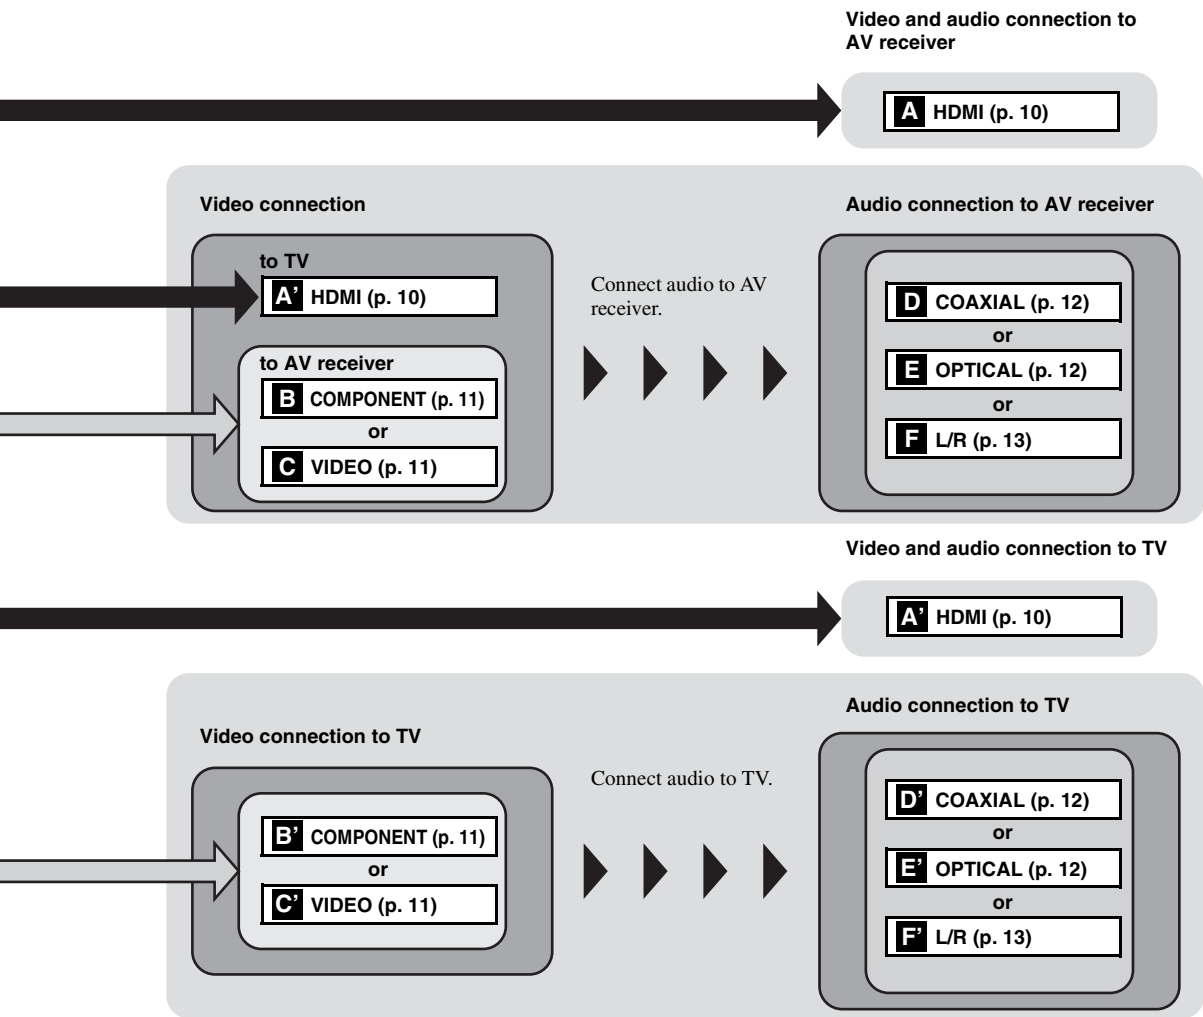 Video and audio connection to
AV receiver
A HDMI (p. 10)
Video connection
to TV
A’ HDMI (p. 10)
to AV receiver
B COMPONENT (p. 11)
or
C VIDEO (p. 11)
Connect audio to AV
receiver.
Audio connection to AV receiver
D COAXIAL (p. 12)
or
E OPTICAL (p. 12)
or
F L/R (p. 13)
Video and audio connection to TV
A’ HDMI (p. 10)
Video connection to TV
B’ COMPONENT (p. 11)
or
C’ VIDEO (p. 11)
Connect audio to TV.
Audio connection to TV
D’ COAXIAL (p. 12)
or
E’ OPTICAL (p. 12)
or
F’ L/R (p. 13)